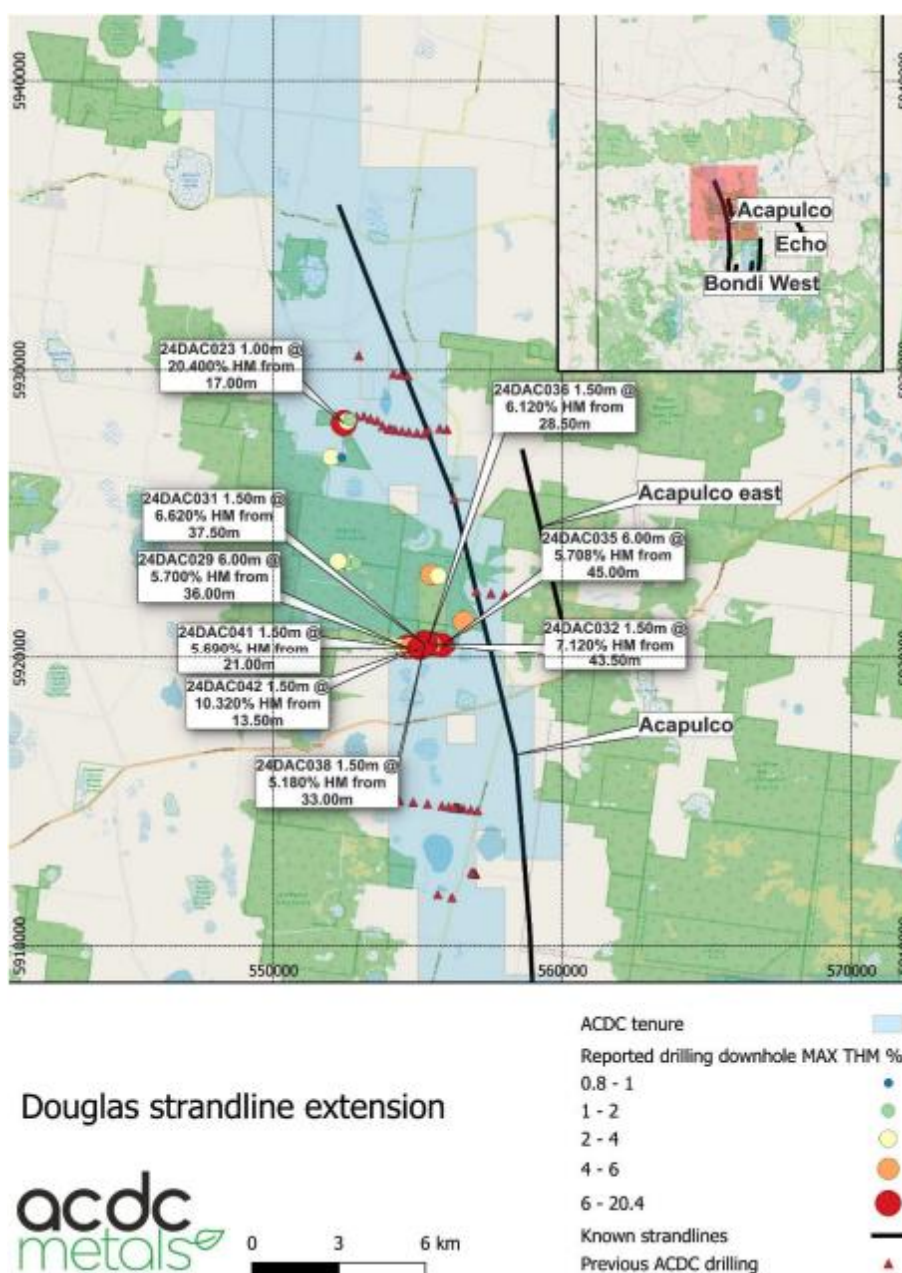 5940000
5940000
Acapulco
Echo
Bondi West
24DAC023 1.00m @
20.400% HM from
17.00m
5930000
24DAC036 1.50m @
6.120% HM from
28.50m
24DAC031 1.50m @
6.620% HM from
37.50m
Acapulco east
24DAC029 6.00m @
5.700% HM from
36.00m
24DAC035 6.00m @
5.708% HM from
45.00m
24DAC041 1.50m @
5.690% HM from
21.00m
24DAC032 1.50m @
7.120% HM from
43.50m
5920000
24DAC042 1.50m @
10.320% HM from
13.50m
Acapulco
24DAC038 1.50m @
5.180% HM from
33.00m
5910000
550000
560000
570000
ACDC tenure
Reported drilling downhole MAX THM %
0.8 - 1
1 - 2
2 - 4
4 - 6
6 - 20.4
Known strandlines
Previous ACDC drilling
Douglas strandline extension
acdc
metals
0 3 6 km